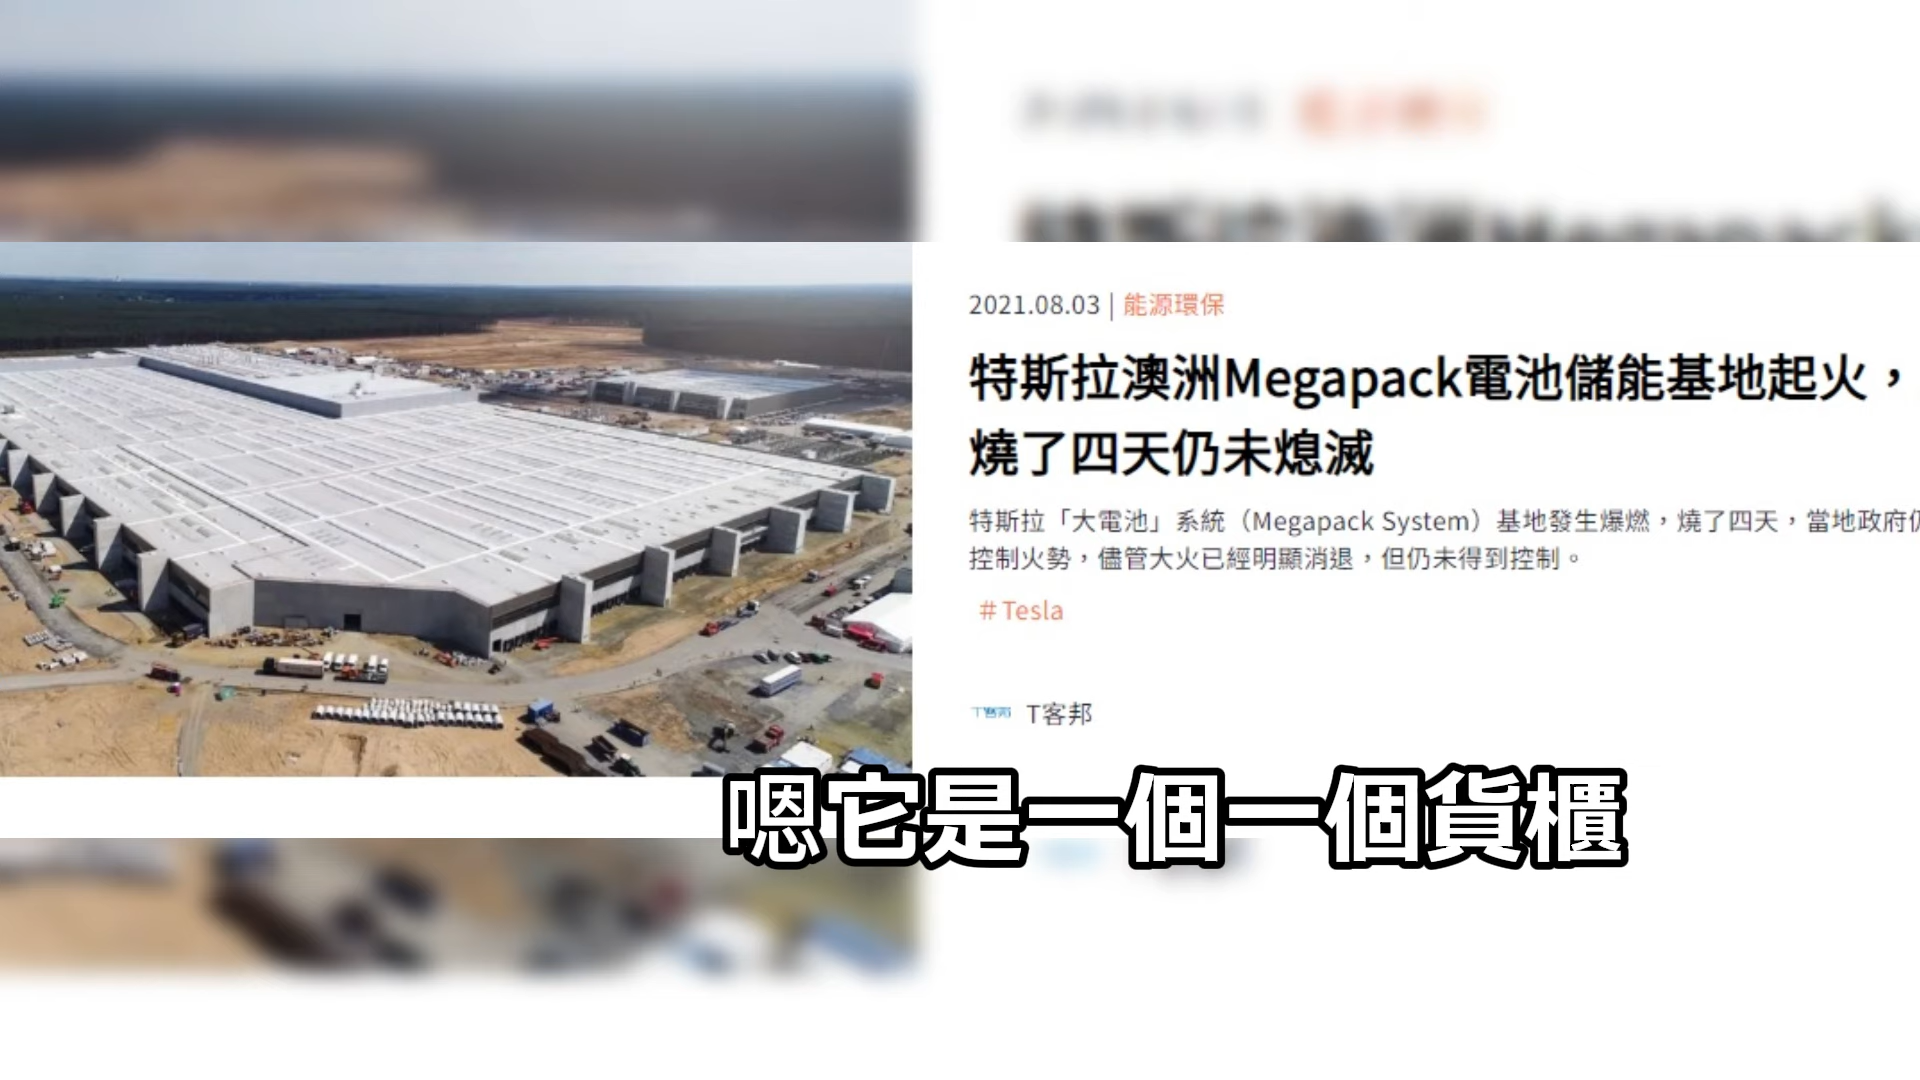 2021.08.03 | 能源環保
特斯拉澳洲Megapack電池儲能基地起火，
燒了四天仍未熄滅
特斯拉「大電池」系統（Megapack System）基地發生爆燃，燒了四天，當地政府仍
控制火勢，儘管大火已經明顯消退，但仍未得到控制。
#Tesla
T客邦 T客邦
嗯它是一個一個貨櫃